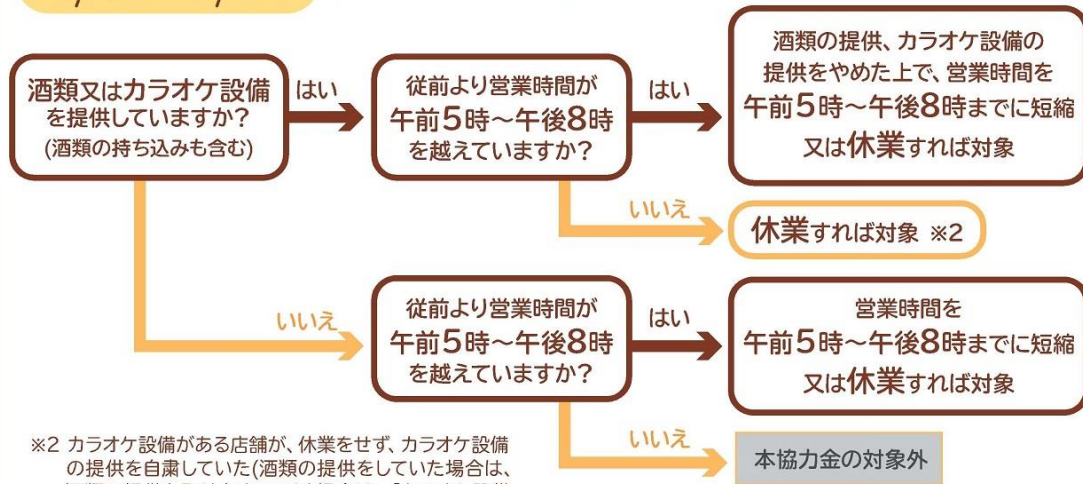 酒類又はカラオケ設備
を提供していますか？
(酒類の持ち込みも含む)
はい
従前より営業時間が
午前5時～午後8時
を越えていますか？
はい
酒類の提供、カラオケ設備の
提供をやめた上で、営業時間を
午前5時～午後8時までに短縮
又は休業すれば対象
いいえ
休業すれば対象 ※2
いいえ
従前より営業時間が
午前5時～午後8時
を越えていますか？
はい
営業時間を
午前5時～午後8時までに短縮
又は休業すれば対象
いいえ
本協力金の対象外
※2 カラオケ設備がある店舗が、休業をせず、カラオケ設備
の提供を自粛していた(酒類の提供をしていた場合は、